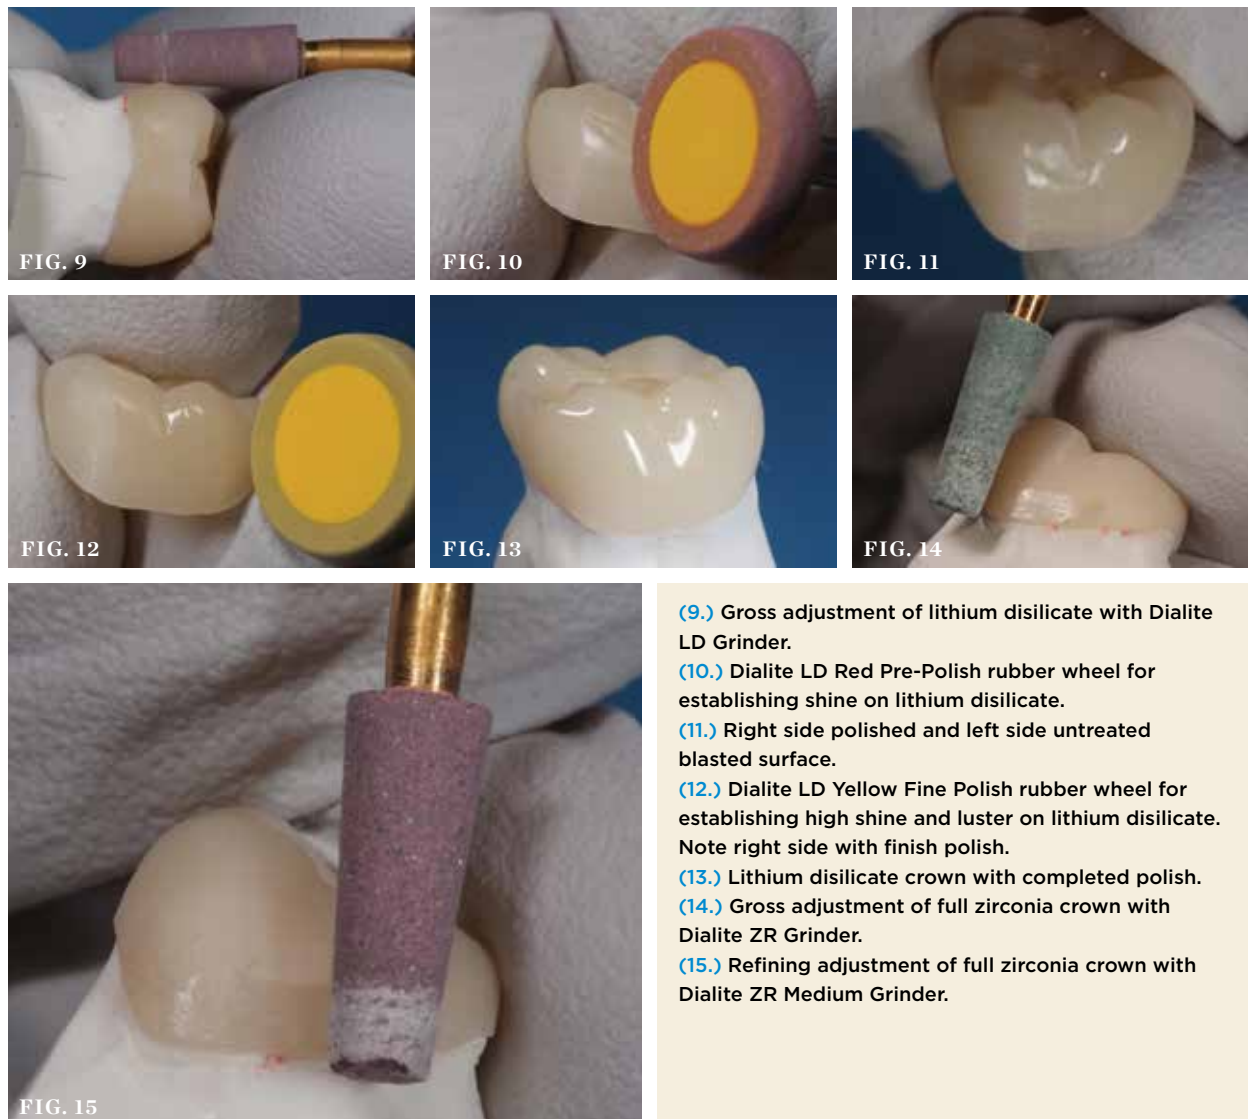 FIG. 9
FIG. 10
FIG. 11
FIG. 12
FIG. 13
FIG. 14
FIG. 15
(9.) Gross adjustment of lithium disilicate with Dialite
LD Grinder.
(10.) Dialite LD Red Pre-Polish rubber wheel for
establishing shine on lithium disilicate.
(11.) Right side polished and left side untreated
blasted surface.
(12.) Dialite LD Yellow Fine Polish rubber wheel for
establishing high shine and luster on lithium disilicate.
Note right side with finish polish.
(13.) Lithium disilicate crown with completed polish.
(14.) Gross adjustment of full zirconia crown with
Dialite ZR Grinder.
(15.) Refining adjustment of full zirconia crown with
Dialite ZR Medium Grinder.